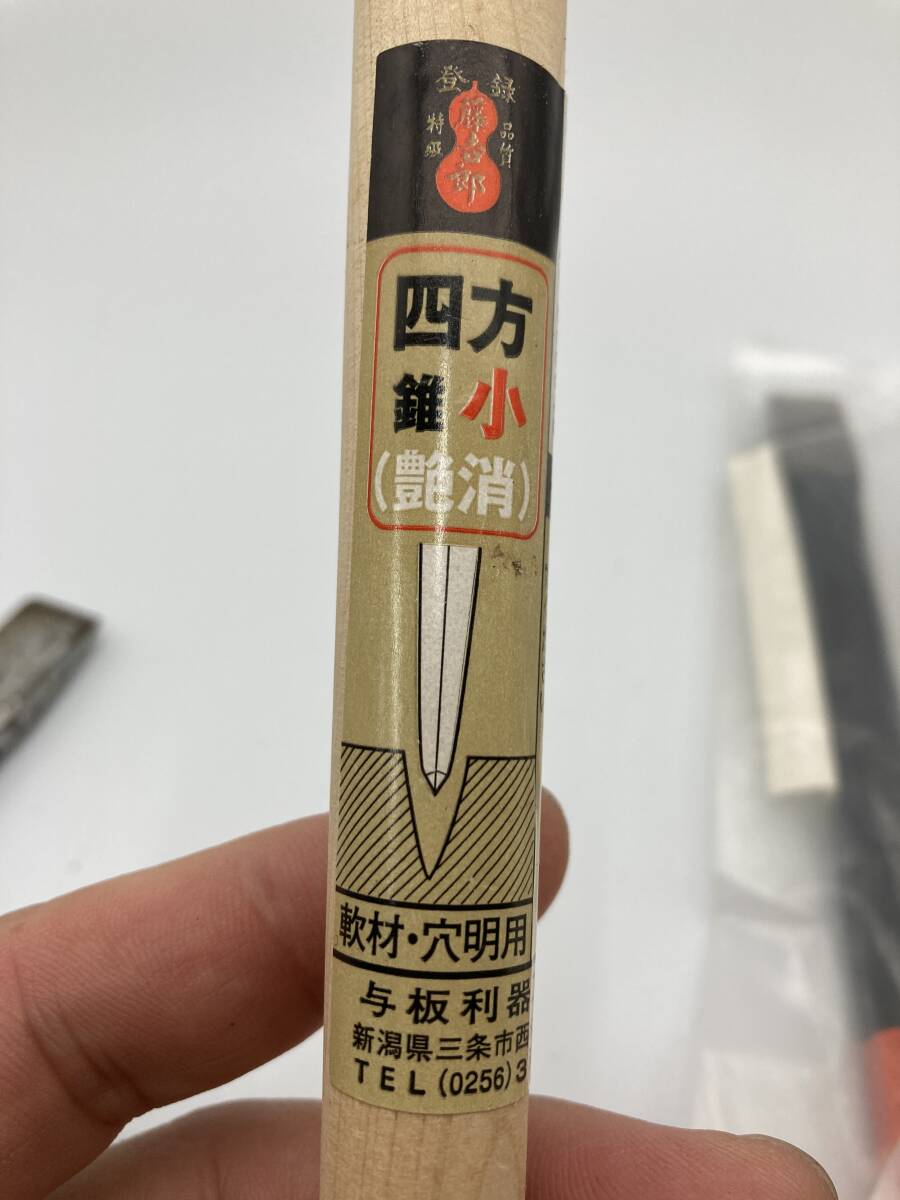 登録
特級
藤吉郎
品質
四方
錐小
(艶消)
軟材・穴明用
与板利器
新潟県三条市西
TEL(0256)3